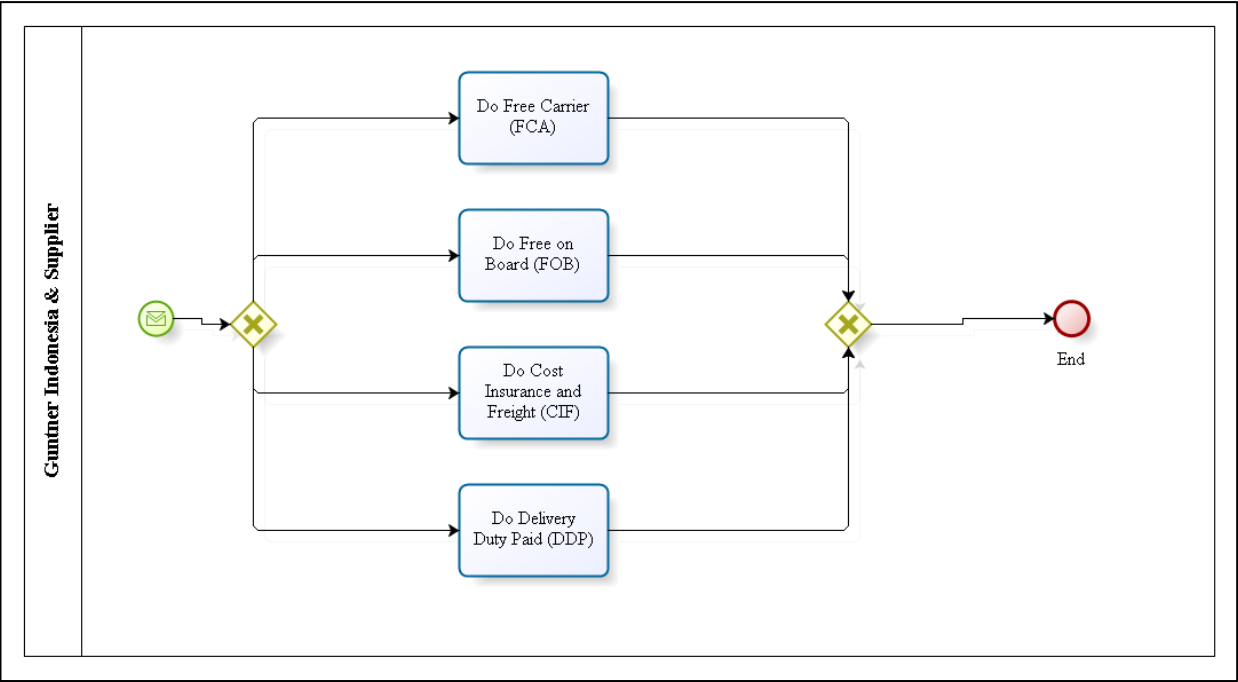 Guntner Indonesia & Supplier
Do Free Carrier
(FCA)
Do Free on
Board (FOB)
Do Cost
Insurance and
Freight (CIF)
Do Delivery
Duty Paid (DDP)
End